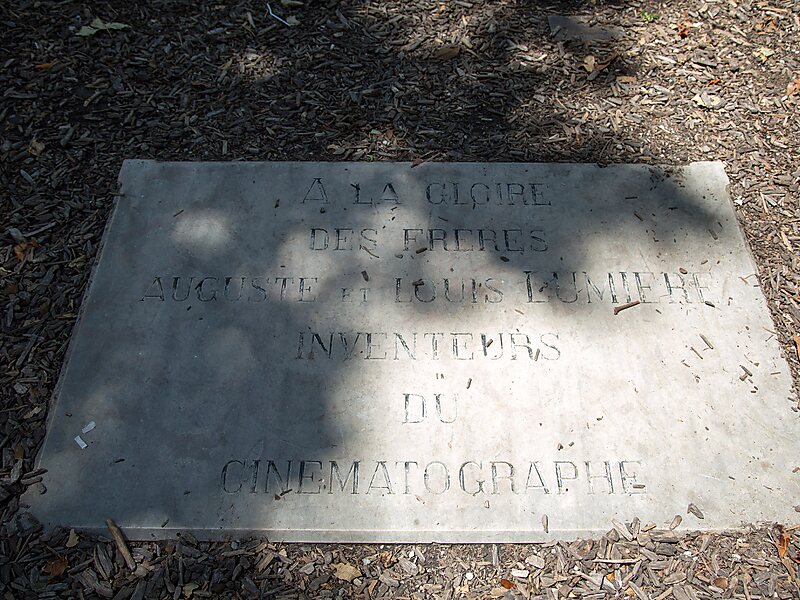 A LA GLOIRE
DES FRERES
AUGUSTE ET LOUIS LUMIERE
INVENTEURS
DU
CINEMATOGRAPHE